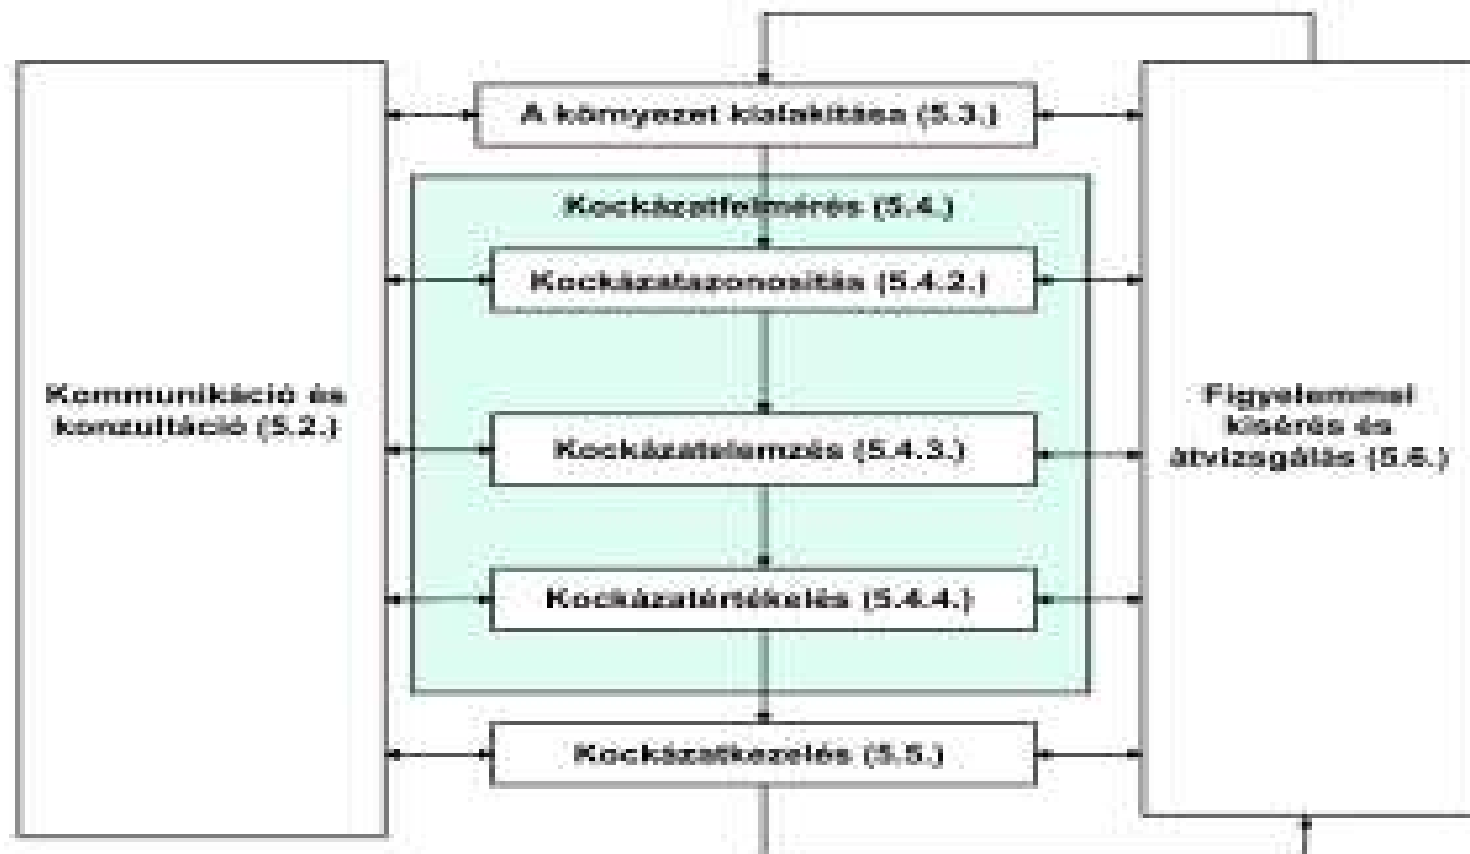 A környezet kialakítása (5.3.)
Kockázatfelmérés (5.4.)
Kockázatazonosítás (5.4.2.)
Kommunikáció és
konzultáció (5.2.)
Kockázatelemzés (5.4.3.)
Figyelemmel
kisérés és
átvizsgálás (5.6.)
Kockázatértékelés (5.4.4.)
Kockázatkezelés (5.5.)